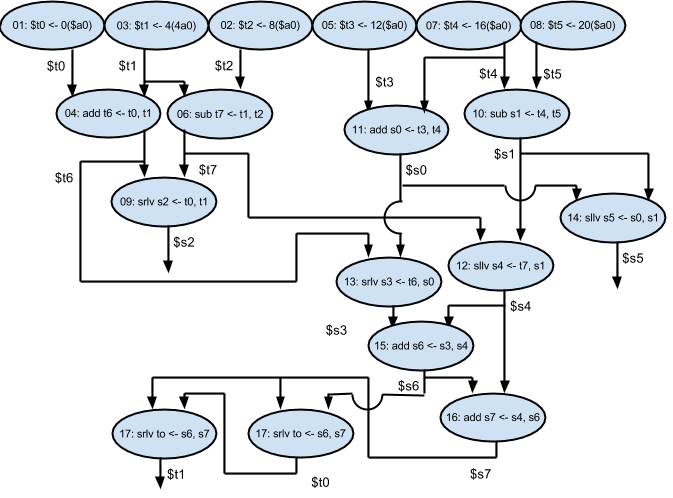 01: $t0 <- 0($a0)
03: $t1 <- 4(4a0)
02: $t2 <- 8($a0)
05: $t3 <- 12($a0)
07: $t4 <- 16($a0)
08: $t5 <- 20($a0)
$t0
$t1
$t2
$t3
$t4
$t5
04: add t6 <- t0, t1
06: sub t7 <- t1, t2
11: add s0 <- t3, t4
10: sub s1 <- t4, t5
$t6
$t7
$s0
$s1
09: srlv s2 <- t0, t1
14: sllv s5 <- s0, s1
$s2
$s5
13: srlv s3 <- t6, s0
12: sllv s4 <- t7, s1
$s3
$s4
15: add s6 <- s3, s4
$s6
16: add s7 <- s4, s6
17: srlv to <- s6, s7
17: srlv to <- s6, s7
$t1
$t0
$s7